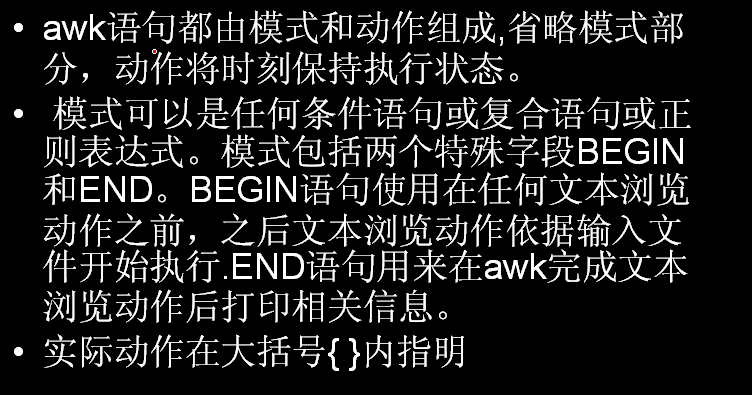 • awk语句都由模式和动作组成,省略模式部
分，动作将时刻保持执行状态。
• 模式可以是任何条件语句或复合语句或正
则表达式。模式包括两个特殊字段BEGIN
和END。BEGIN语句使用在任何文本浏览
动作之前，之后文本浏览动作依据输入文
件开始执行.END语句用来在awk完成文本
浏览动作后打印相关信息。
• 实际动作在大括号{ }内指明